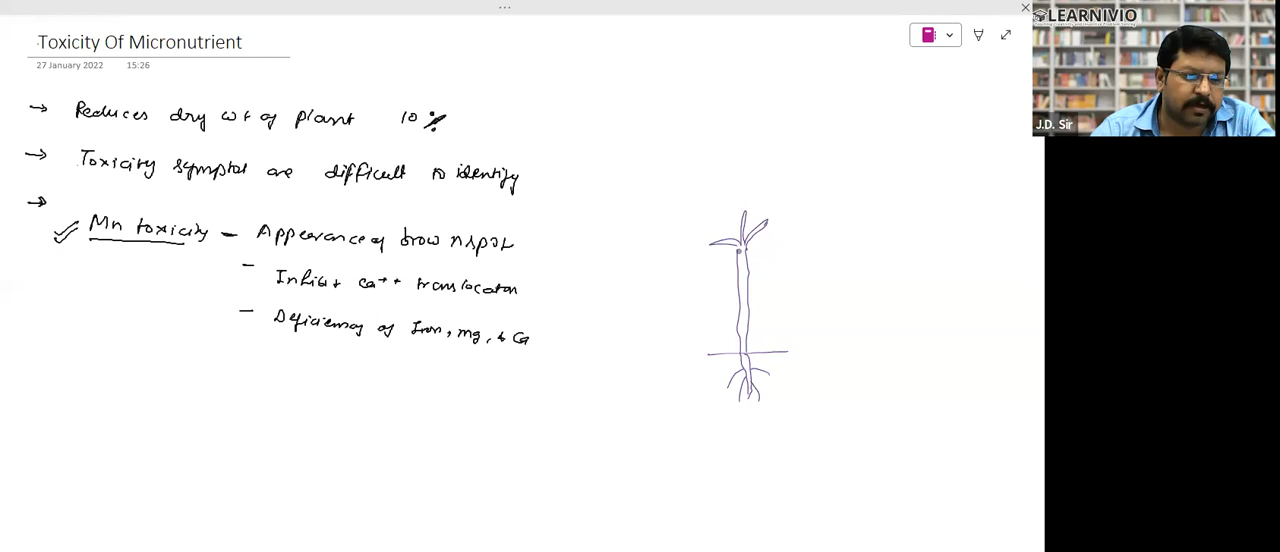 Toxicity Of Micronutrient
27 January 2022 15:26
→ Reduces dry wt of plant 10%
→ Toxicity symptot are difficult to identify
→
Mn toxicity – Appearance of brown spot
– Inhibit Ca++ translocation
– Deficiency of Iron, Mg, & Ca
LEARNIVIO
J.D. Sir